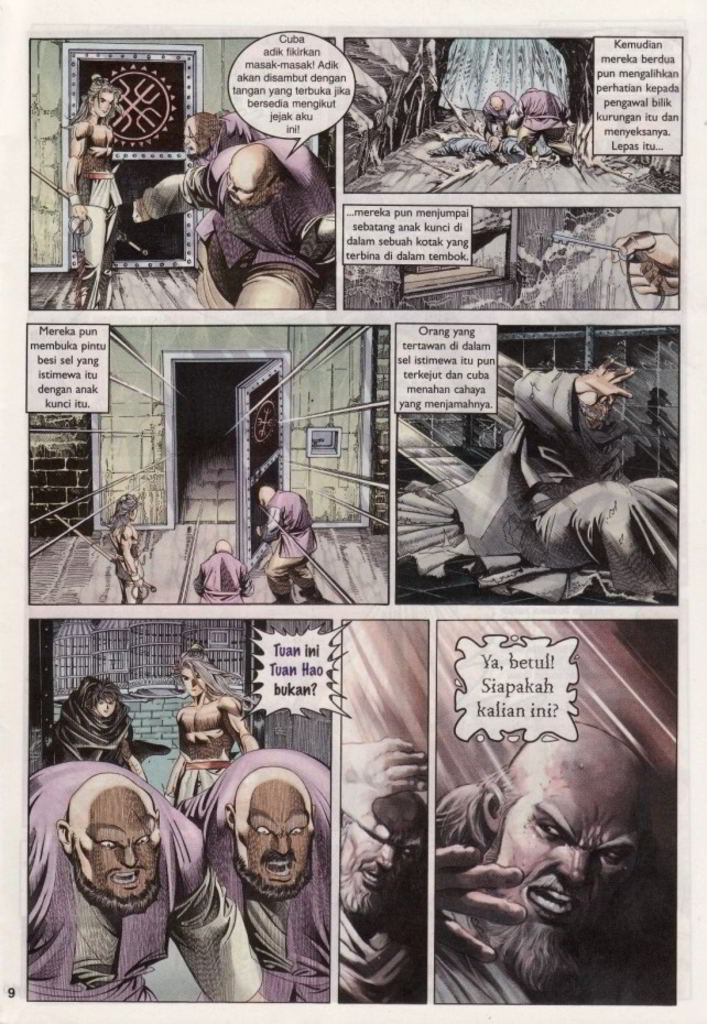 Cuba
adik fikirkan
masak-masak! Adik
akan disambut dengan
tangan yang terbuka jika
bersedia mengikut
jejak aku
ini!
Kemudian
mereka berdua
pun mengalihkan
perhatian kepada
pengawal bilik
kurungan itu dan
menyeksanya.
Lepas itu...
...mereka pun menjumpai
sebatang anak kunci di
dalam sebuah kotak yang
terbina di dalam tembok.
Mereka pun
membuka pintu
besi sel yang
istimewa itu
dengan anak
kunci itu.
Orang yang
tertawan di dalam
sel istimewa itu pun
terkejut dan cuba
menahan cahaya
yang menjamahnya.
Tuan ini
Tuan Hao
bukan?
Ya, betul!
Siapakah
kalian ini?
9